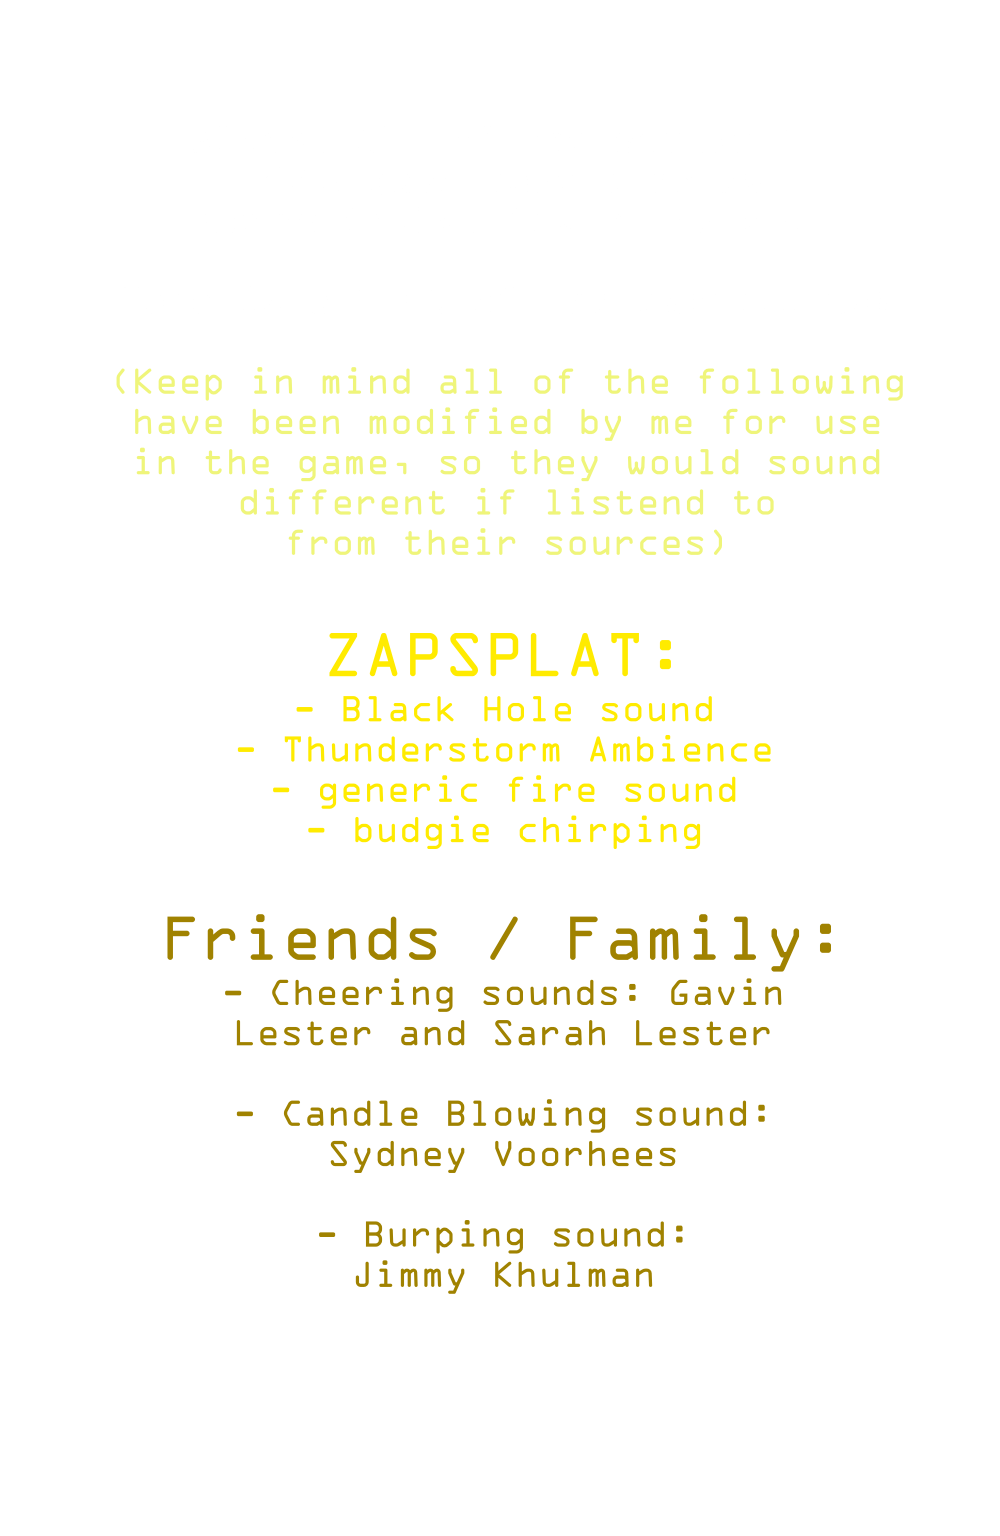 (Keep in mind all of the following
have been modified by me for use
in the game, so they would sound
different if listend to
from their sources)
ZAPSPLAT:
- Black Hole sound
- Thunderstorm Ambience
- generic fire sound
- budgie chirping
Friends / Family:
- Cheering sounds: Gavin
Lester and Sarah Lester
- Candle Blowing sound:
Sydney Voorhees
- Burping sound:
Jimmy Khulman